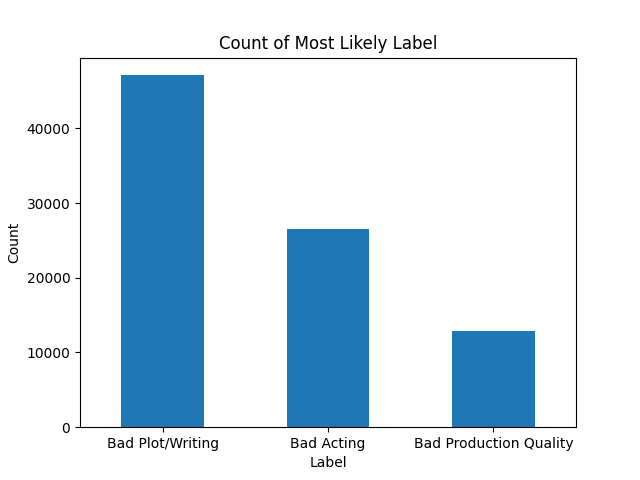 Count of Most Likely Label
40000
30000
20000
10000
0
Count
Bad Plot/Writing Bad Acting Bad Production Quality
Label